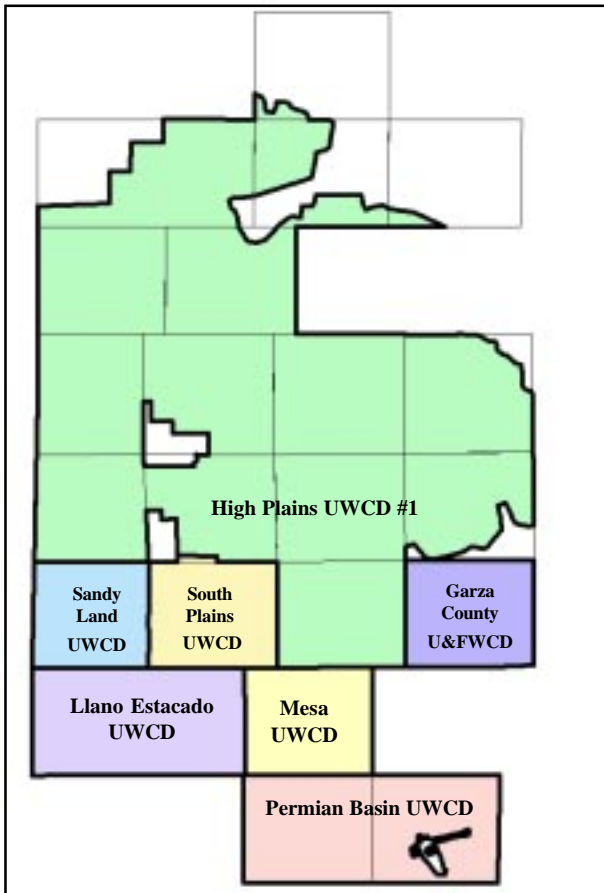 High Plains UWCD #1
Sandy
Land
UWCD
South
Plains
UWCD
Garza
County
U&FWCD
Llano Estacado
UWCD
Mesa
UWCD
Permian Basin UWCD